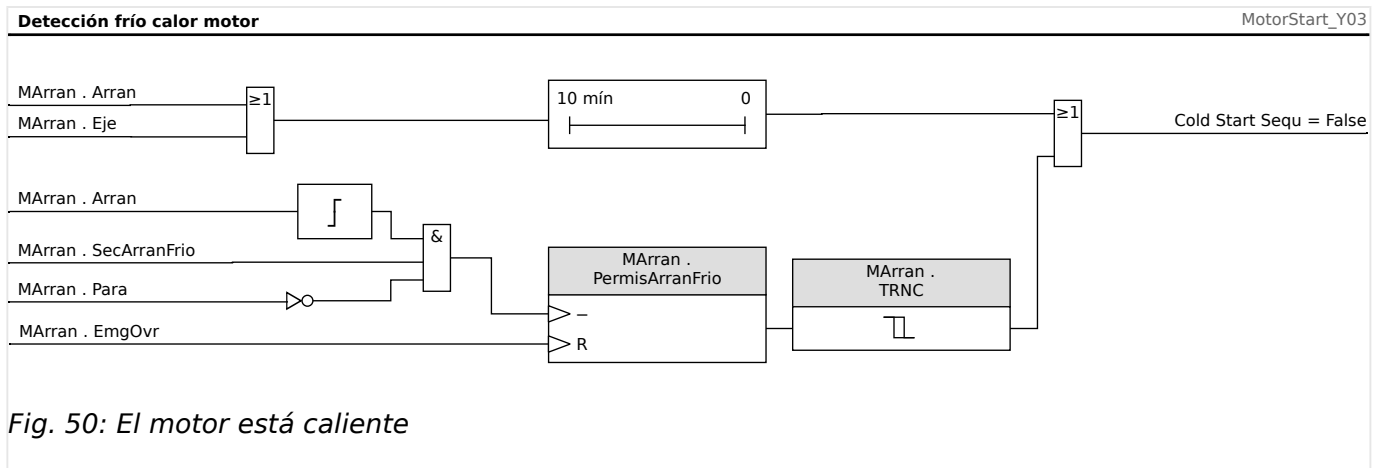 Detección frío calor motor
MotorStart_Y03
MArran . Arran
≥1
MArran . Eje
10 mín 0
≥1
Cold Start Sequ = False
MArran . Arran
&
MArran . SecArranFrio
MArran . Para
MArran . EmgOvr
MArran .
PermisArranFrio
−
R
MArran .
TRNC
Fig. 50: El motor está caliente